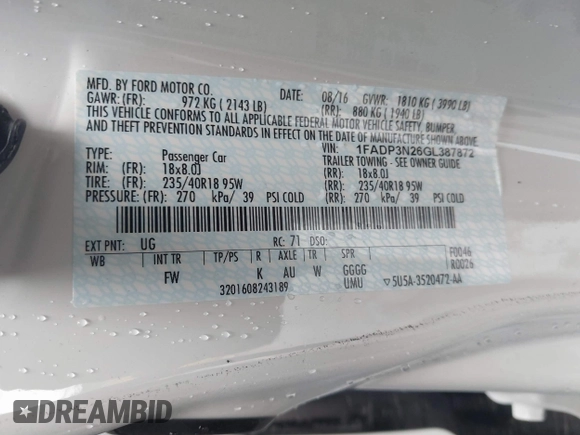 MFD. BY FORD MOTOR CO. DATE: 08/16 GVWR: 1810 KG ( 3990 LB)
GAWR: (FR): 972 KG ( 2143 LB) (RR): 880 KG ( 1940 LB)
THIS VEHICLE CONFORMS TO ALL APPLICABLE FEDERAL MOTOR VEHICLE SAFETY, BUMPER,
AND THEFT PREVENTION STANDARDS IN EFFECT ON THE DATE OF MANUFACTURE SHOWN ABOVE.
VIN: 1FADP3N26GL387872
TYPE: Passenger Car TRAILER TOWING - SEE OWNER GUIDE
RIM: (FR): 18x8.0J (RR): 18x8.0J
TIRE: (FR): 235/40R18 95W (RR): 235/40R18 95W
PRESSURE: (FR): 270 kPa/ 39 PSI COLD (RR): 270 kPa/ 39 PSI COLD
EXT PNT: UG RC: 71 DSO: F0046
WB INT TR TP/PS R AXLE TR SPR R0026
FW K AU W GGGG
3201608243189 UMU ▽5U5A-3520472-AA
DREAMBID